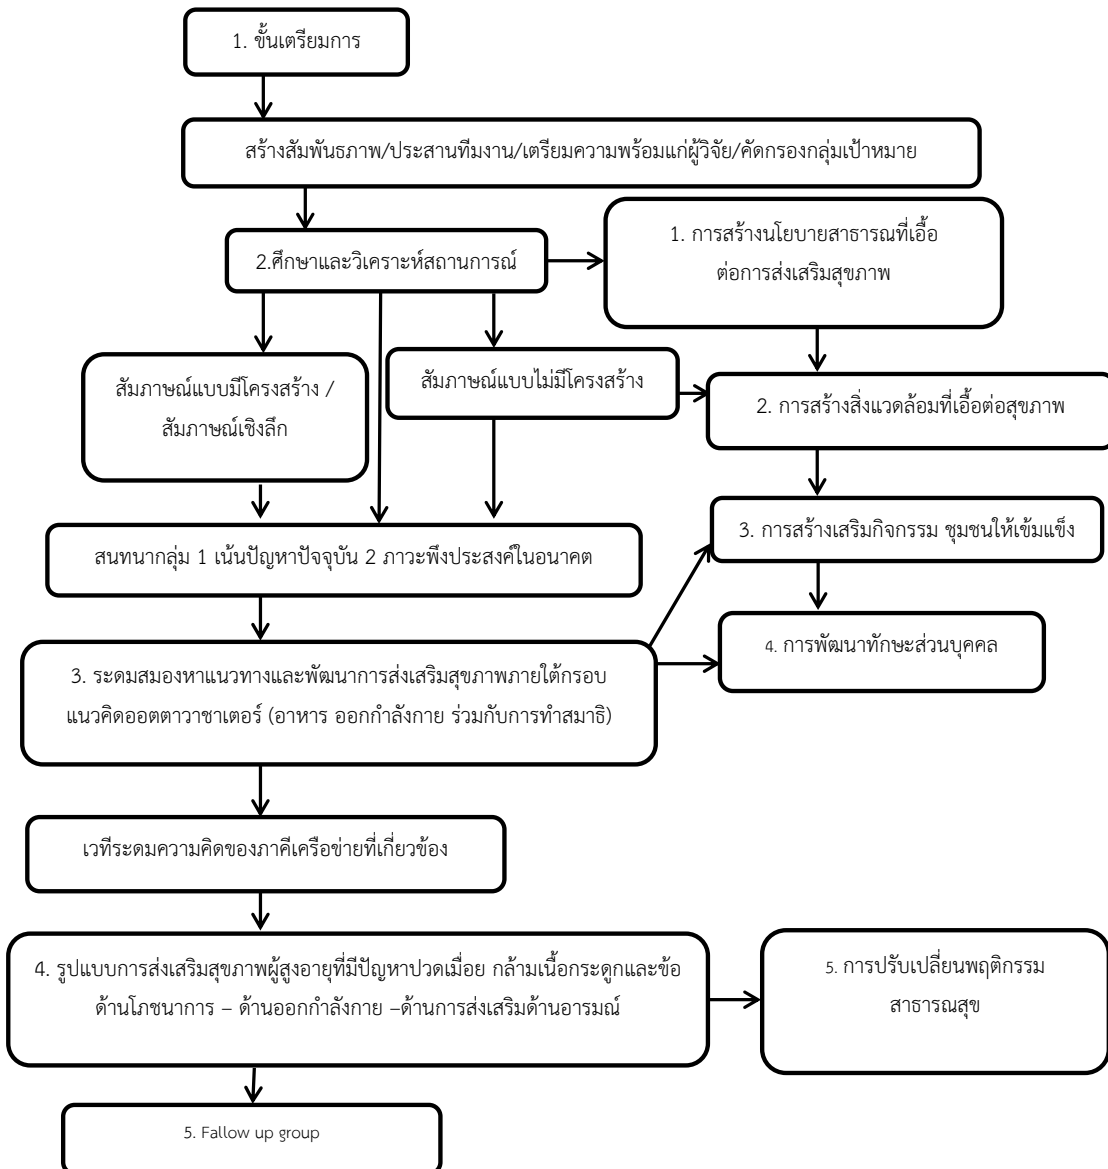 1. ขั้นเตรียมการ
สร้างสัมพันธภาพ/ประสานทีมงาน/เตรียมความพร้อมแก่ผู้วิจัย/คัดกรองกลุ่มเป้าหมาย
2.ศึกษาและวิเคราะห์สถานการณ์
1. การสร้างนโยบายสาธารณที่เอื้อ
ต่อการส่งเสริมสุขภาพ
สัมภาษณ์แบบมีโครงสร้าง /
สัมภาษณ์เชิงลึก
สัมภาษณ์แบบไม่มีโครงสร้าง
2. การสร้างสิ่งแวดล้อมที่เอื้อต่อสุขภาพ
สนทนากลุ่ม 1 เน้นปัญหาปัจจุบัน 2 ภาวะพึงประสงค์ในอนาคต
3. การสร้างเสริมกิจกรรม ชุมชนให้เข้มแข็ง
3. ระดมสมองหาแนวทางและพัฒนาการส่งเสริมสุขภาพภายใต้กรอบ
แนวคิดออตตาวาชาเตอร์ (อาหาร ออกกำลังกาย ร่วมกับการทำสมาธิ)
4. การพัฒนาทักษะส่วนบุคคล
เวทีระดมความคิดของภาคีเครือข่ายที่เกี่ยวข้อง
4. รูปแบบการส่งเสริมสุขภาพผู้สูงอายุที่มีปัญหาปวดเมื่อย กล้ามเนื้อกระดูกและข้อ
ด้านโภชนาการ – ด้านออกกำลังกาย –ด้านการส่งเสริมด้านอารมณ์
5. การปรับเปลี่ยนพฤติกรรม
สาธารณสุข
5. Fallow up group